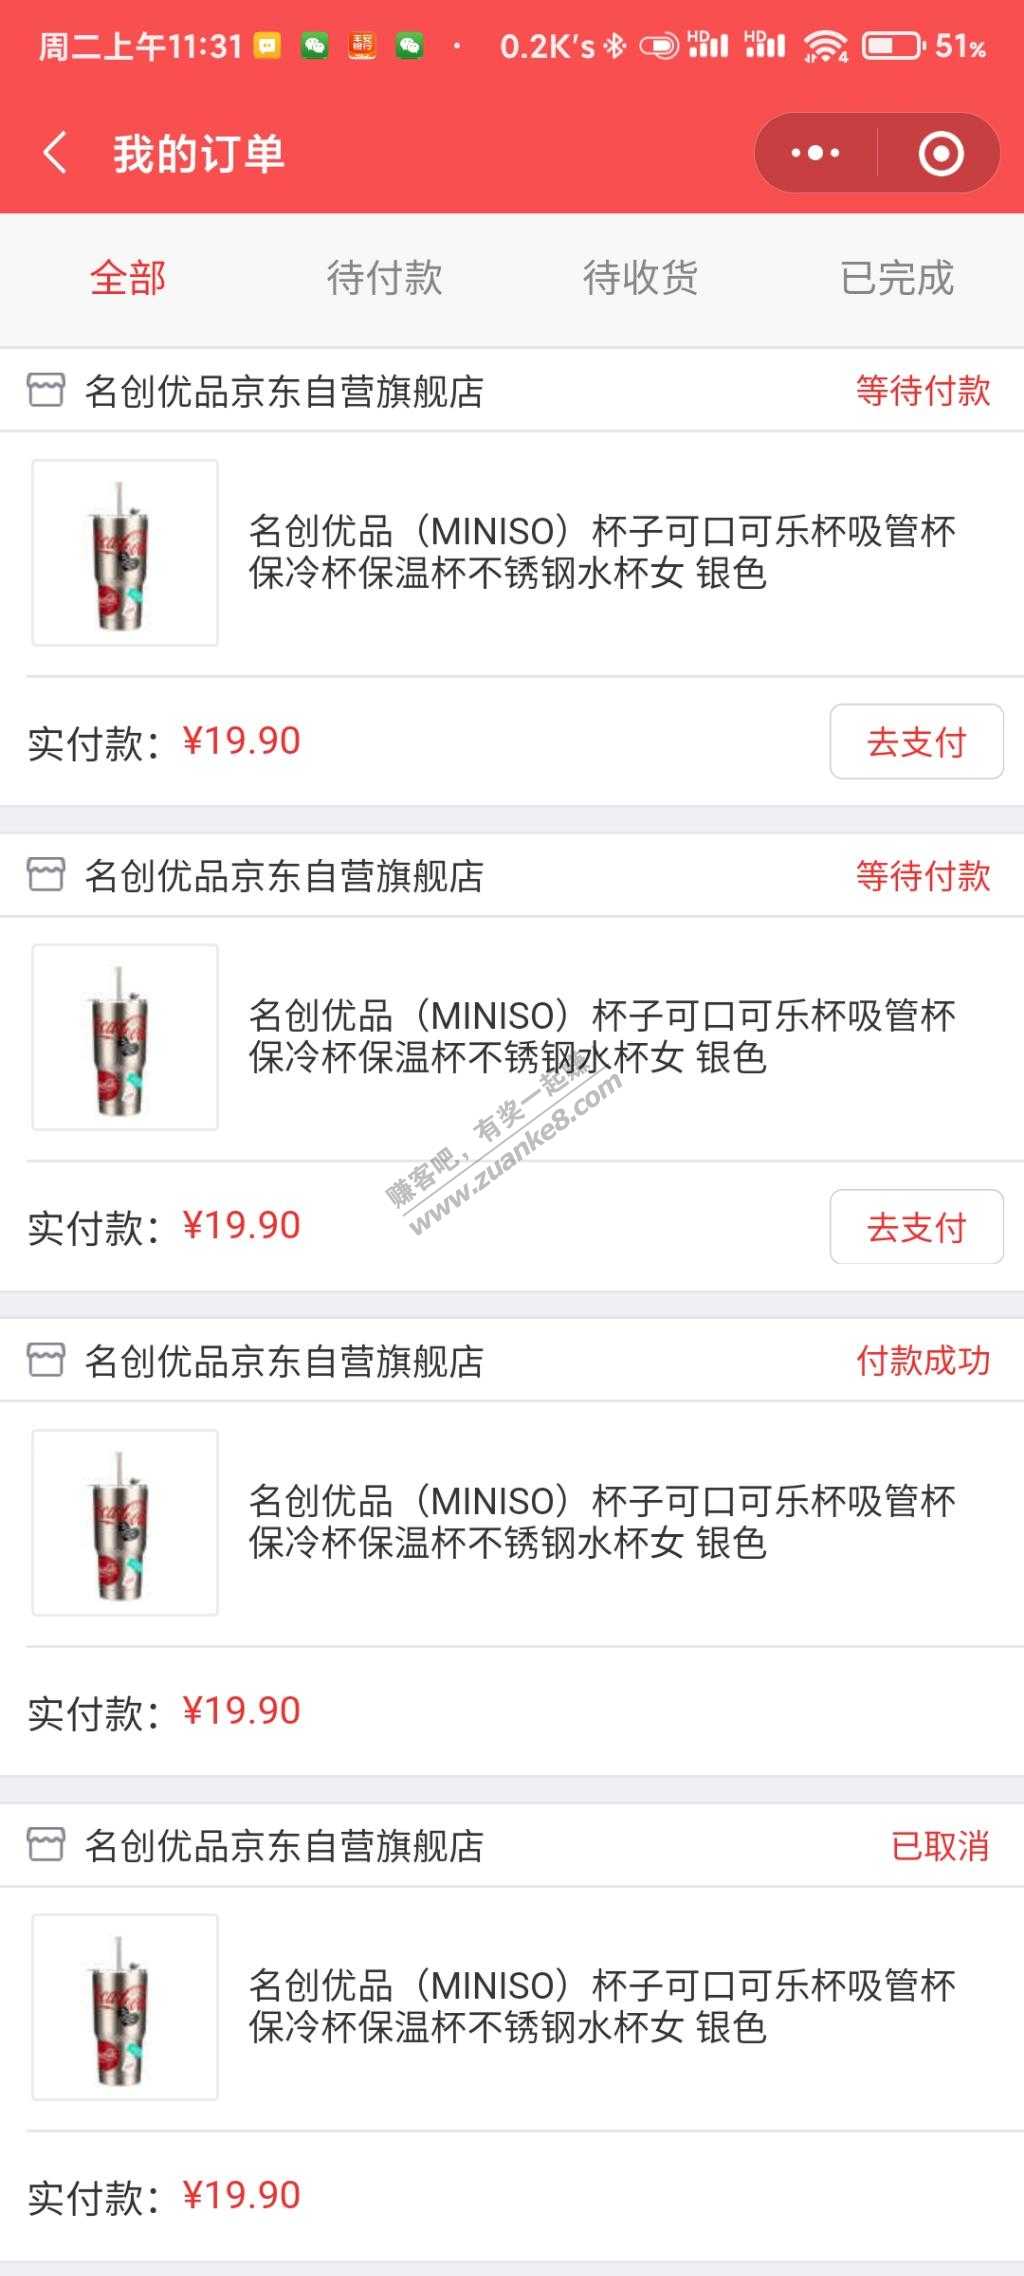 周二上午11:31
0.2K's
HD
HD
4
51%
我的订单
全部
待付款
待收货
已完成
名创优品京东自营旗舰店
等待付款
名创优品（MINISO）杯子可口可乐杯吸管杯
保冷杯保温杯不锈钢水杯女 银色
实付款：¥19.90
去支付
名创优品京东自营旗舰店
等待付款
名创优品（MINISO）杯子可口可乐杯吸管杯
保冷杯保温杯不锈钢水杯女 银色
赚客吧，有奖一起赚
www.zuanke8.com
实付款：¥19.90
去支付
名创优品京东自营旗舰店
付款成功
名创优品（MINISO）杯子可口可乐杯吸管杯
保冷杯保温杯不锈钢水杯女 银色
实付款：¥19.90
名创优品京东自营旗舰店
已取消
名创优品（MINISO）杯子可口可乐杯吸管杯
保冷杯保温杯不锈钢水杯女 银色
实付款：¥19.90